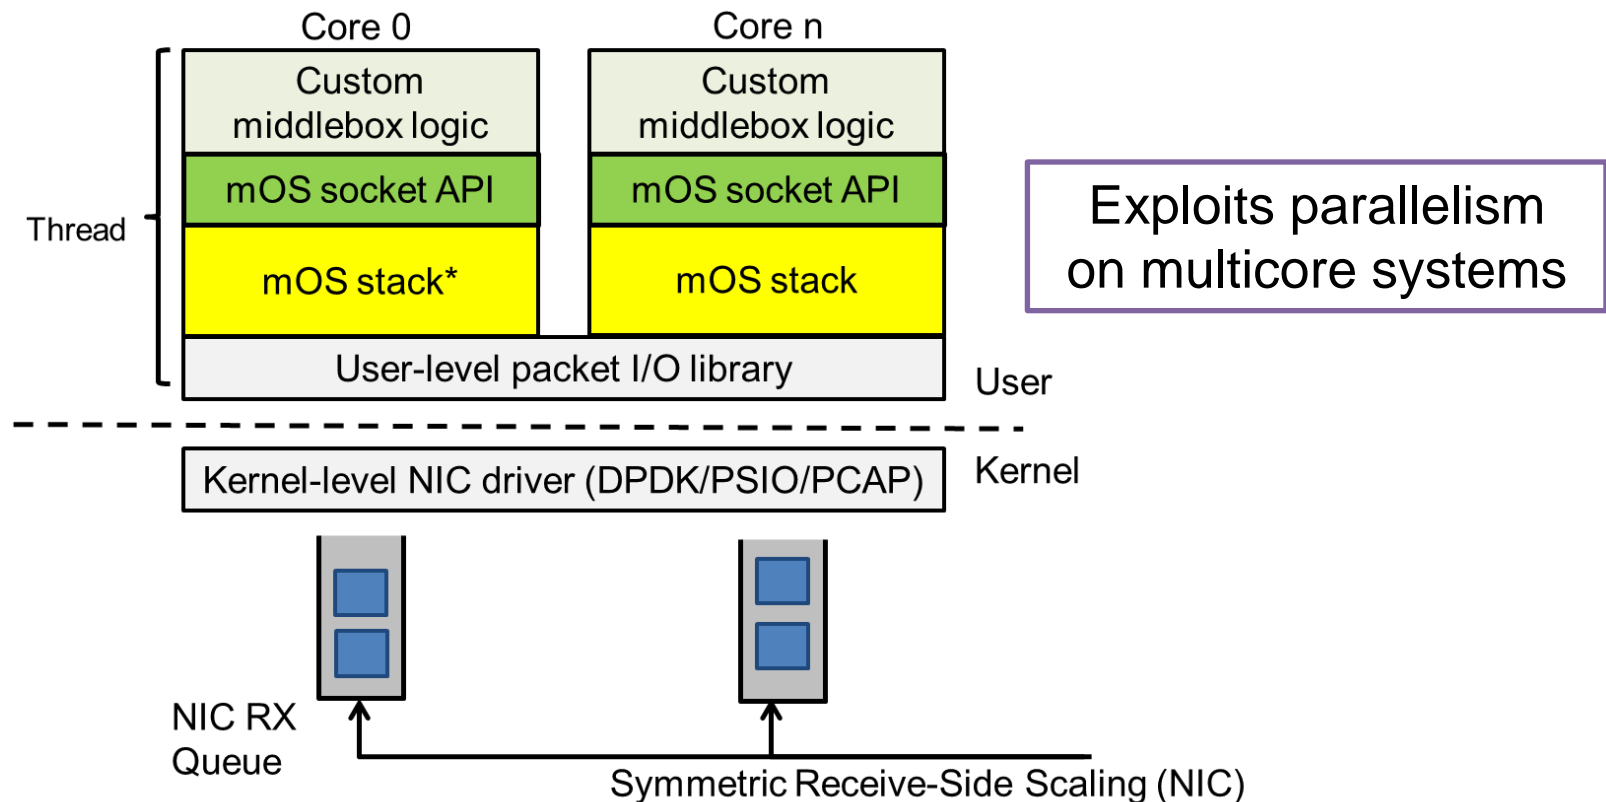 Core 0
Core n
Custom
middlebox logic
Custom
middlebox logic
mOS socket API
mOS socket API
Thread
mOS stack*
mOS stack
Exploits parallelism
on multicore systems
User-level packet I/O library
User
Kernel-level NIC driver (DPDK/PSIO/PCAP)
Kernel
NIC RX
Queue
Symmetric Receive-Side Scaling (NIC)